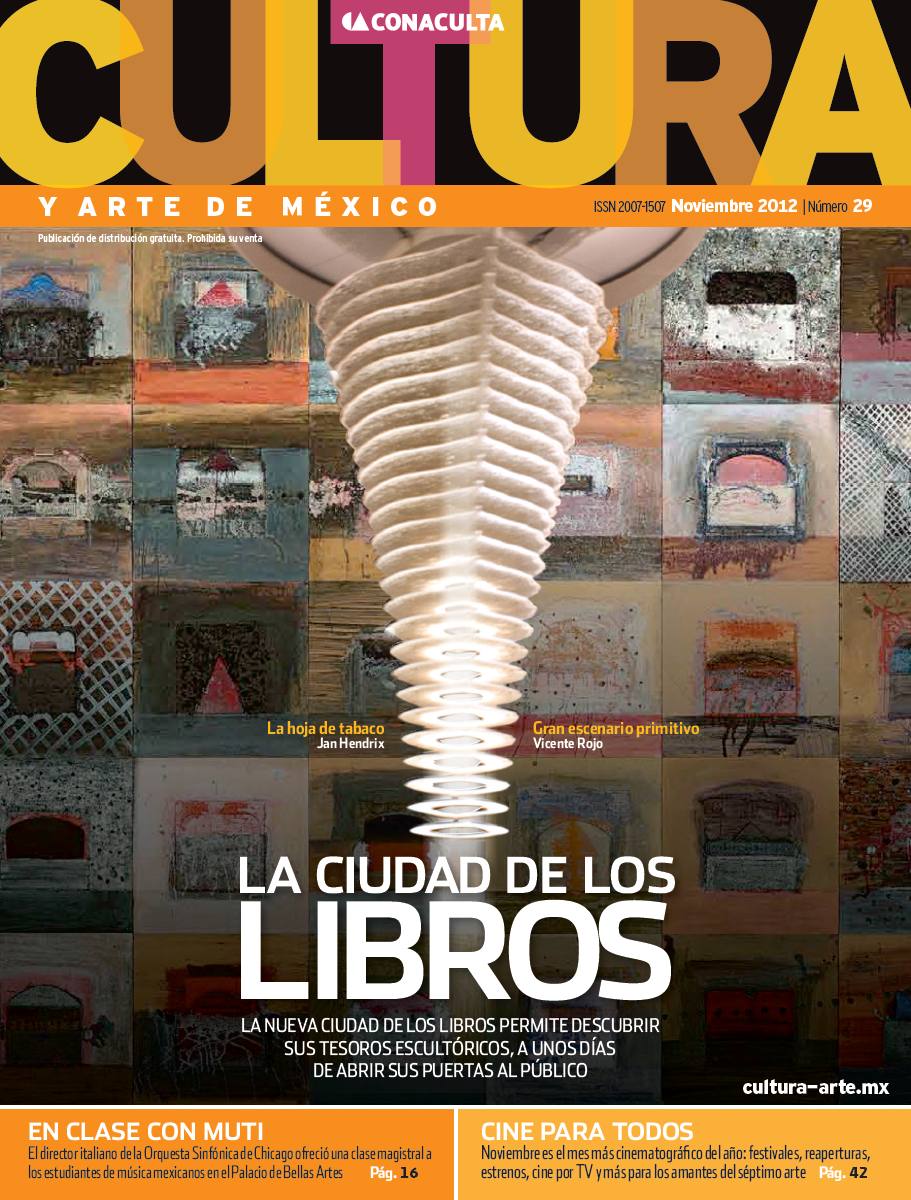 CONACULTA
CULTURA
Y ARTE DE MÉXICO
ISSN 2007-1507 Noviembre 2012 | Número 29
Publicación de distribución gratuita. Prohibida su venta
La hoja de tabaco
Jan Hendrix
Gran escenario primitivo
Vicente Rojo
LA CIUDAD DE LOS
LIBROS
LA NUEVA CIUDAD DE LOS LIBROS PERMITE DESCUBRIR
SUS TESOROS ESCULTÓRICOS, A UNOS DÍAS
DE ABRIR SUS PUERTAS AL PÚBLICO
cultura-arte.mx
EN CLASE CON MUTI
El director italiano de la Orquesta Sinfónica de Chicago ofreció una clase magistral a
los estudiantes de música mexicanos en el Palacio de Bellas Artes Pág. 16
CINE PARA TODOS
Noviembre es el mes más cinematográfico del año: festivales, reaperturas,
estrenos, cine por TV y más para los amantes del séptimo arte Pág. 42